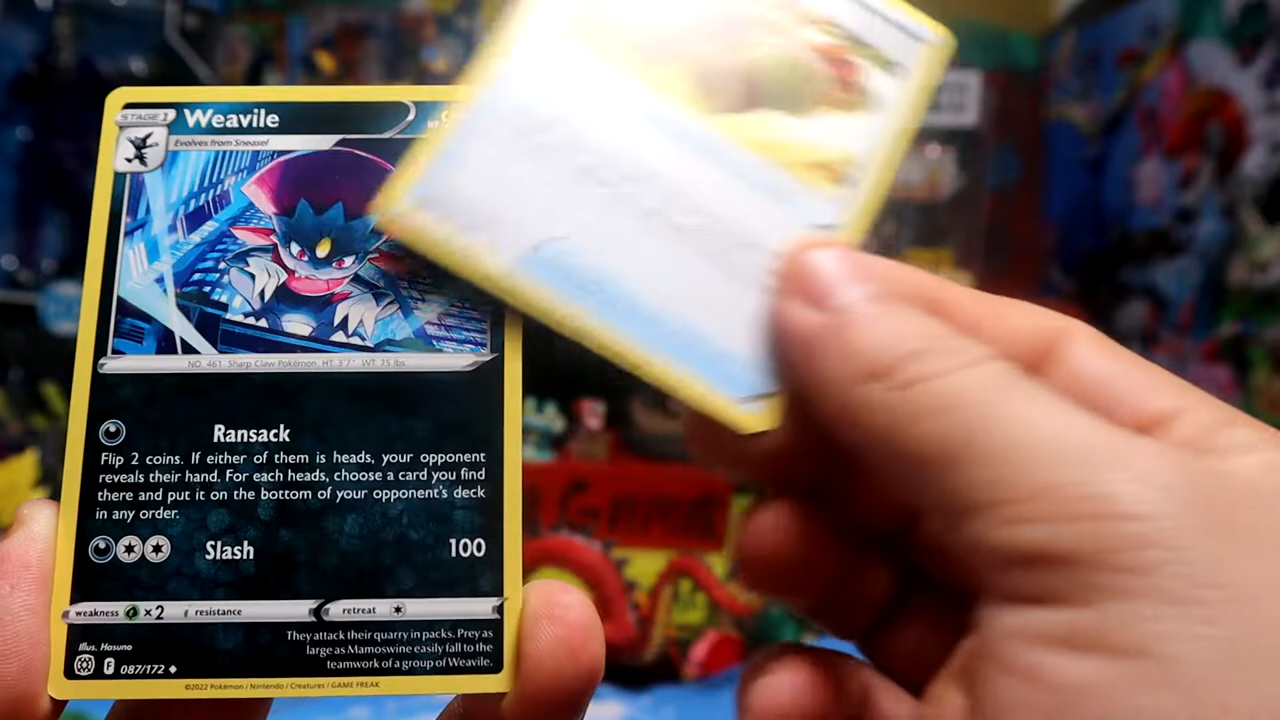 STAGE 1
Weavile
Evolves from Sneasel
HP
NO. 461 Sharp Claw Pokémon HT: 3'7" WT: 75 lbs
Ransack
Flip 2 coins. If either of them is heads, your opponent
reveals their hand. For each heads, choose a card you find
there and put it on the bottom of your opponent's deck
in any order.
Slash 100
weakness ×2 resistance retreat
They attack their quarry in packs. Prey as
large as Mamoswine easily fall to the
teamwork of a group of Weavile.
Illus. Hasuno
F 087/172
©2022 Pokémon / Nintendo / Creatures / GAME FREAK